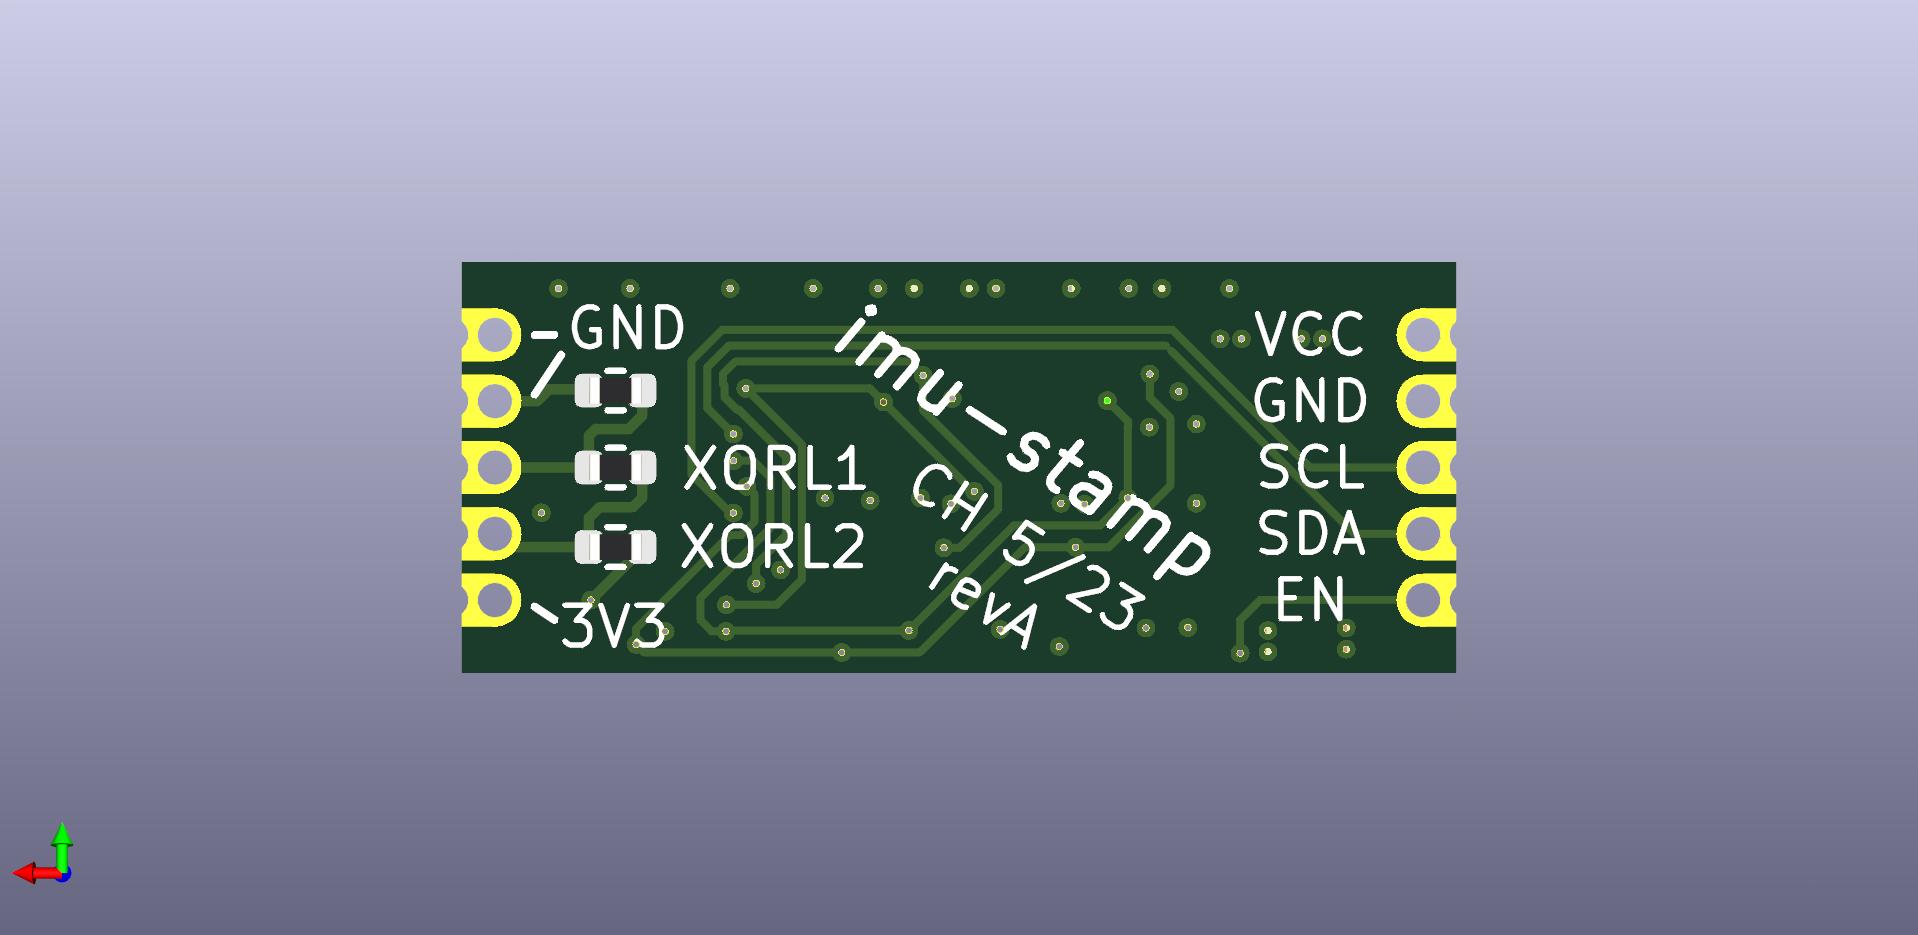 GND
XORL1
XORL2
3V3
imu-stamp
CH 5/23
revA
VCC
GND
SCL
SDA
EN